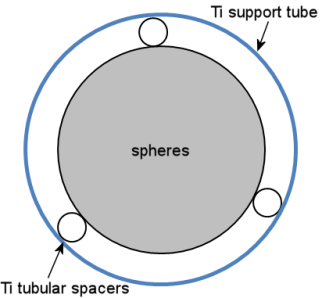 Ti support tube
spheres
Ti tubular spacers